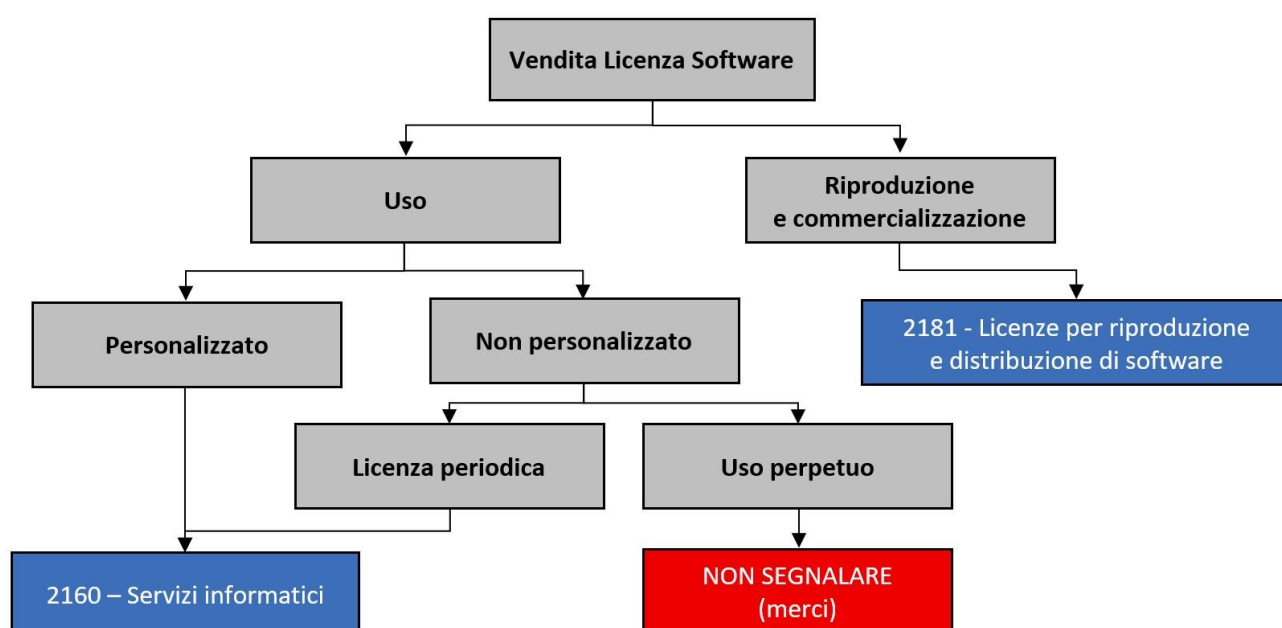 Vendita Licenza Software
Uso
Riproduzione
e commercializzazione
Personalizzato
Non personalizzato
2181 - Licenze per riproduzione
e distribuzione di software
Licenza periodica
Uso perpetuo
2160 – Servizi informatici
NON SEGNALARE
(merci)